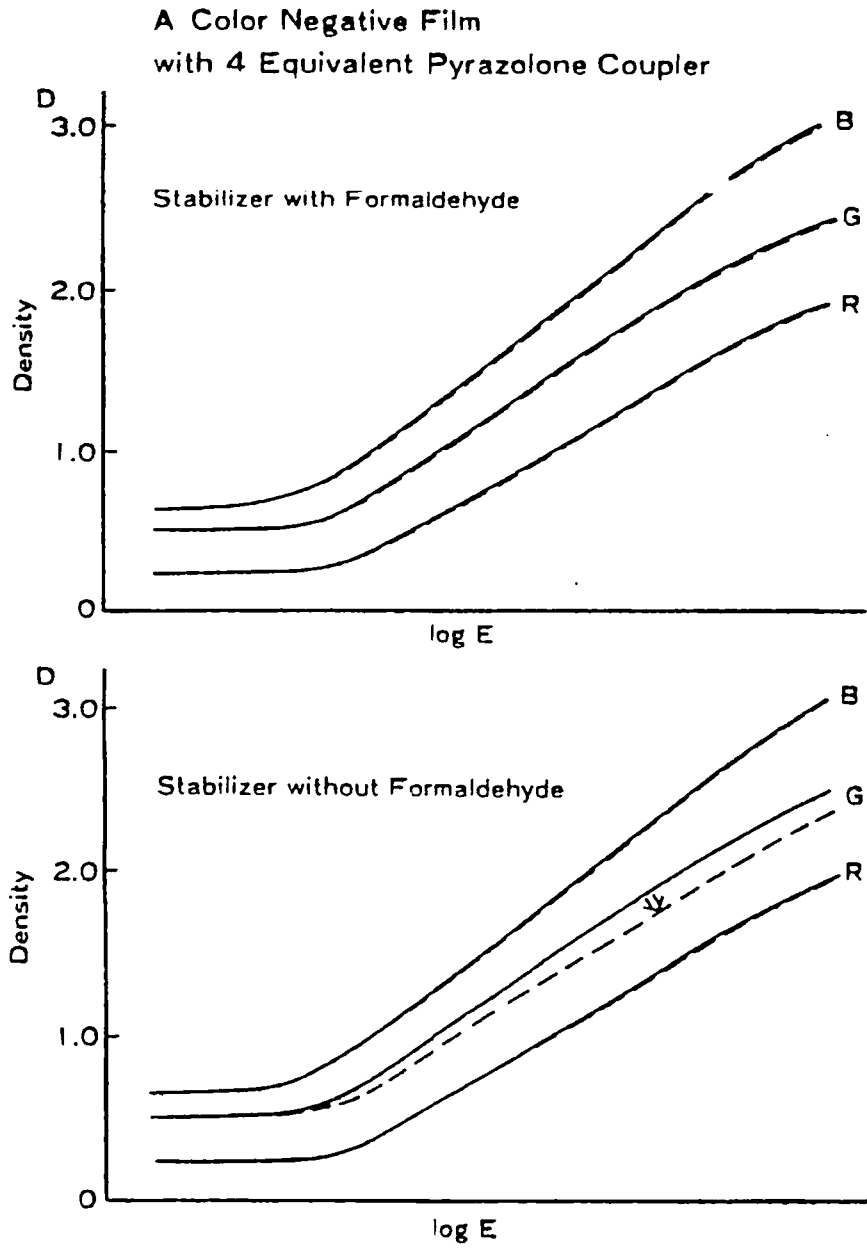 A Color Negative Film
with 4 Equivalent Pyrazolone Coupler
D
3.0
B
Stabilizer with Formaldehyde
G
2.0
R
Density
1.0
0
log E
D
3.0
B
Stabilizer without Formaldehyde
G
2.0
R
Density
1.0
0
log E